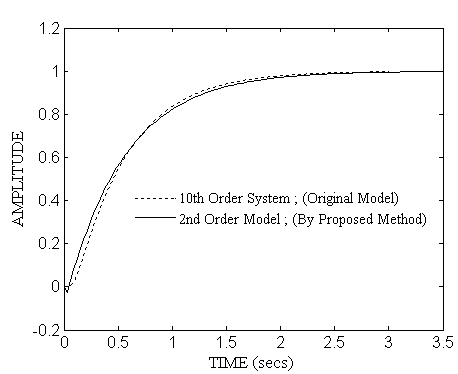 1.2
1
0.8
0.6
0.4
0.2
0
-0.2
AMPLITUDE
10th Order System ; (Original Model)
2nd Order Model ; (By Proposed Method)
0 0.5 1 1.5 2 2.5 3 3.5
TIME (secs)